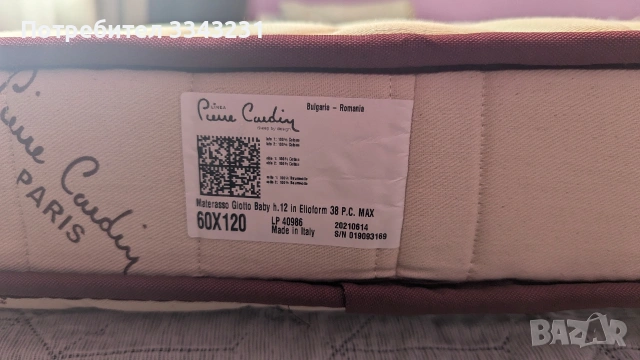 Потребител 3343231
LINEA
Pierre Cardin
Bulgaria - Romania
Materasso Giotto Baby h.12 in Elioform 38 P.C. MAX
60X120
LP 40986
20210614
Made in Italy
S/N 019093169
Pierre Cardin
PARIS
BAZAR